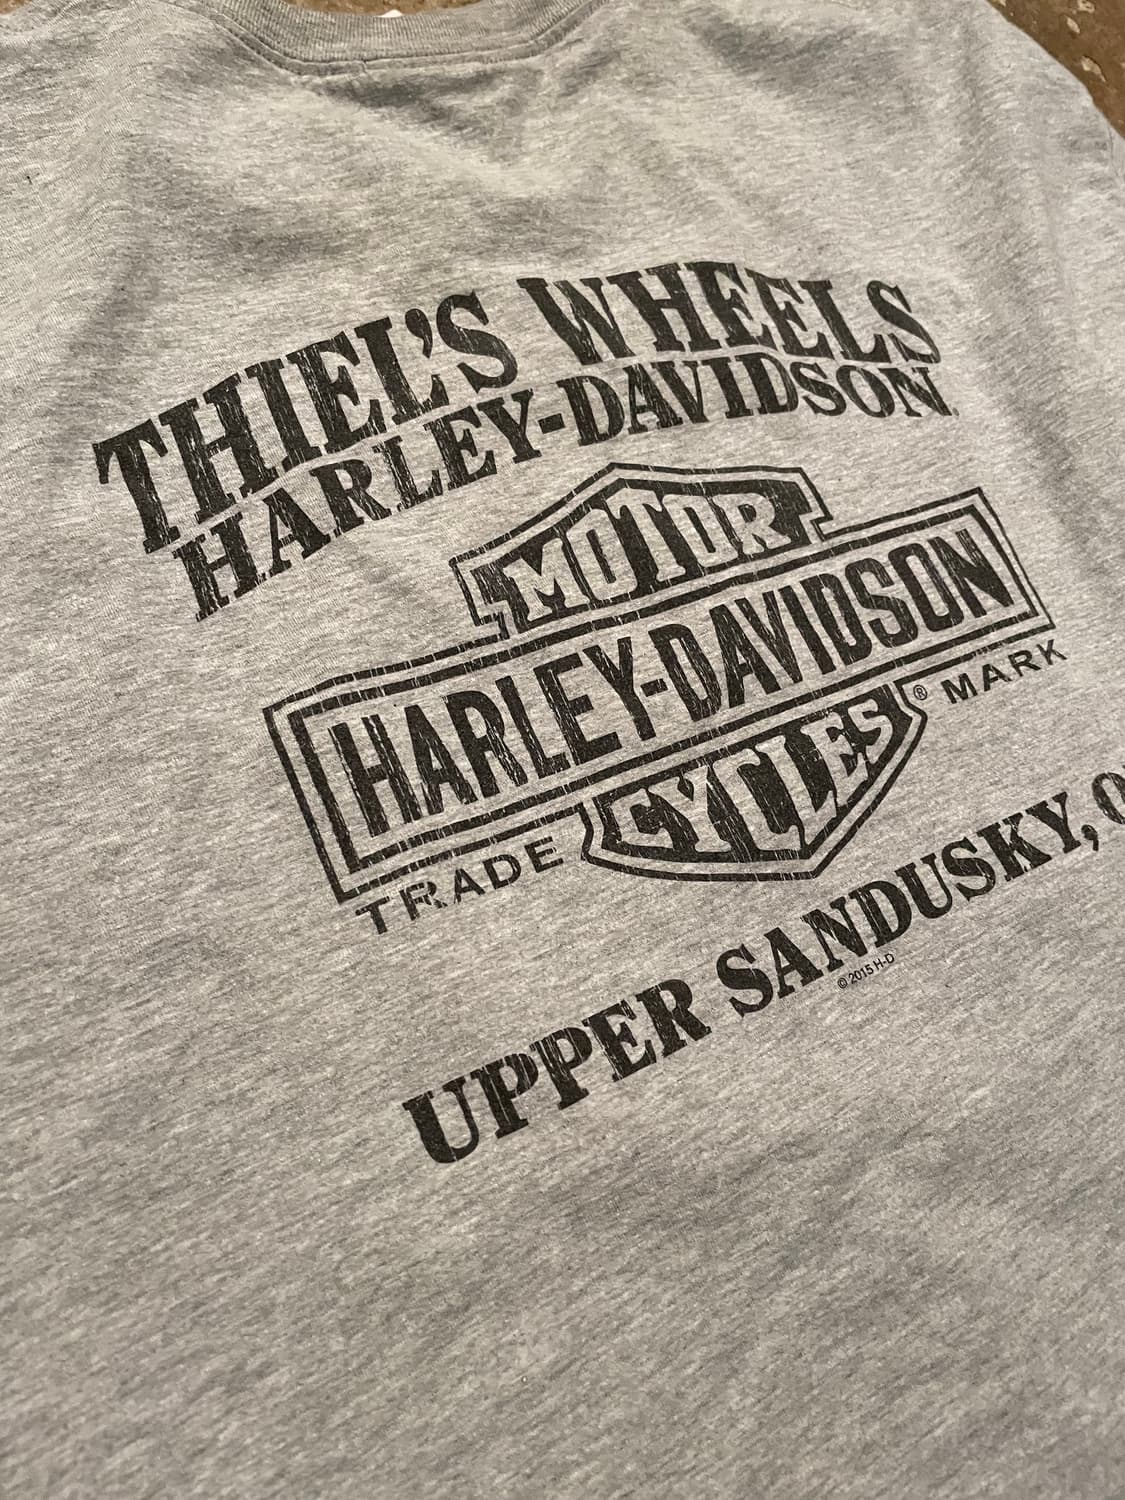 THIEL'S WHEELS
HARLEY-DAVIDSON
MOTOR
HARLEY-DAVIDSON
CYCLES
TRADE ® MARK
UPPER SANDUSKY,
© 2015 H-D